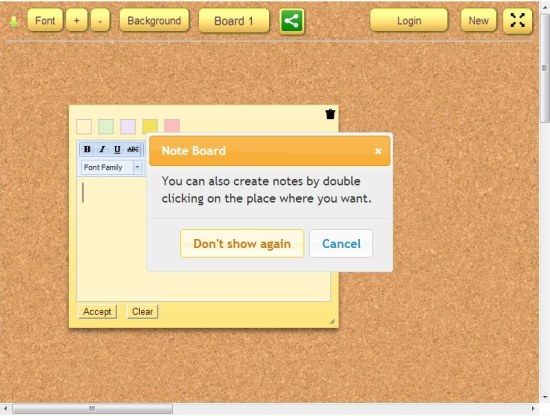 Font + - Background Board 1 Login New
Note Board ×
B I U ABC
Font Family
You can also create notes by double
clicking on the place where you want.
Don't show again Cancel
Accept Clear